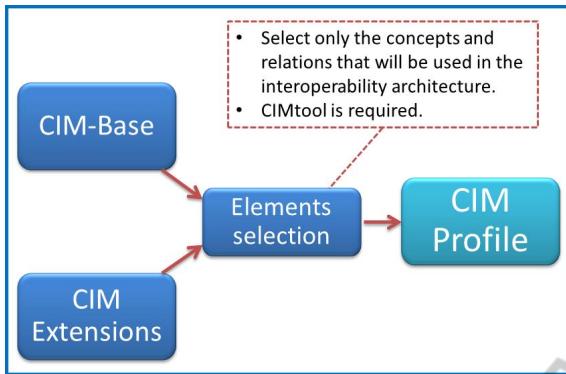 • Select only the concepts and
relations that will be used in the
interoperability architecture.
• CIMtool is required.
CIM-Base
Elements
selection
CIM
Profile
CIM
Extensions